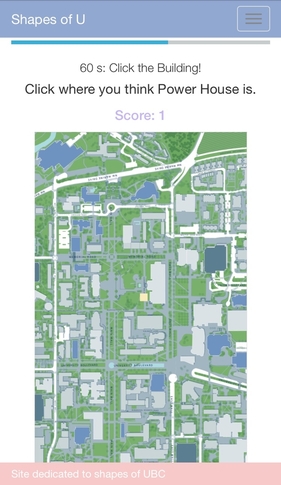 Shapes of U
60 s: Click the Building!
Click where you think Power House is.
Score: 1
Site dedicated to shapes of UBC